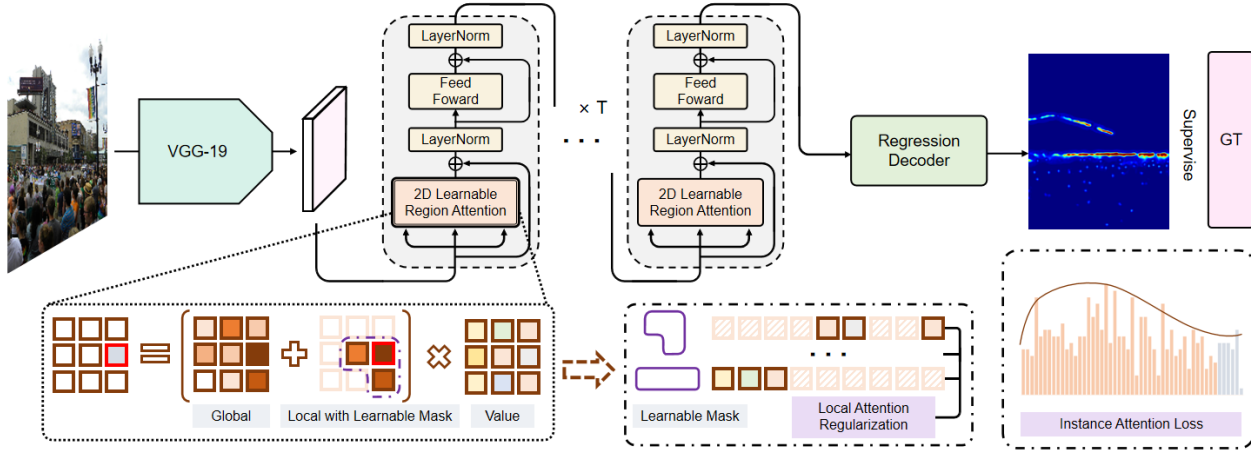 LayerNorm
Feed
Foward
LayerNorm
2D Learnable
Region Attention
VGG-19
× T
. . .
LayerNorm
Feed
Foward
LayerNorm
2D Learnable
Region Attention
Regression
Decoder
Supervise
GT
Global
Local with Learnable Mask
Value
. . .
Learnable Mask
Local Attention
Regularization
Instance Attention Loss